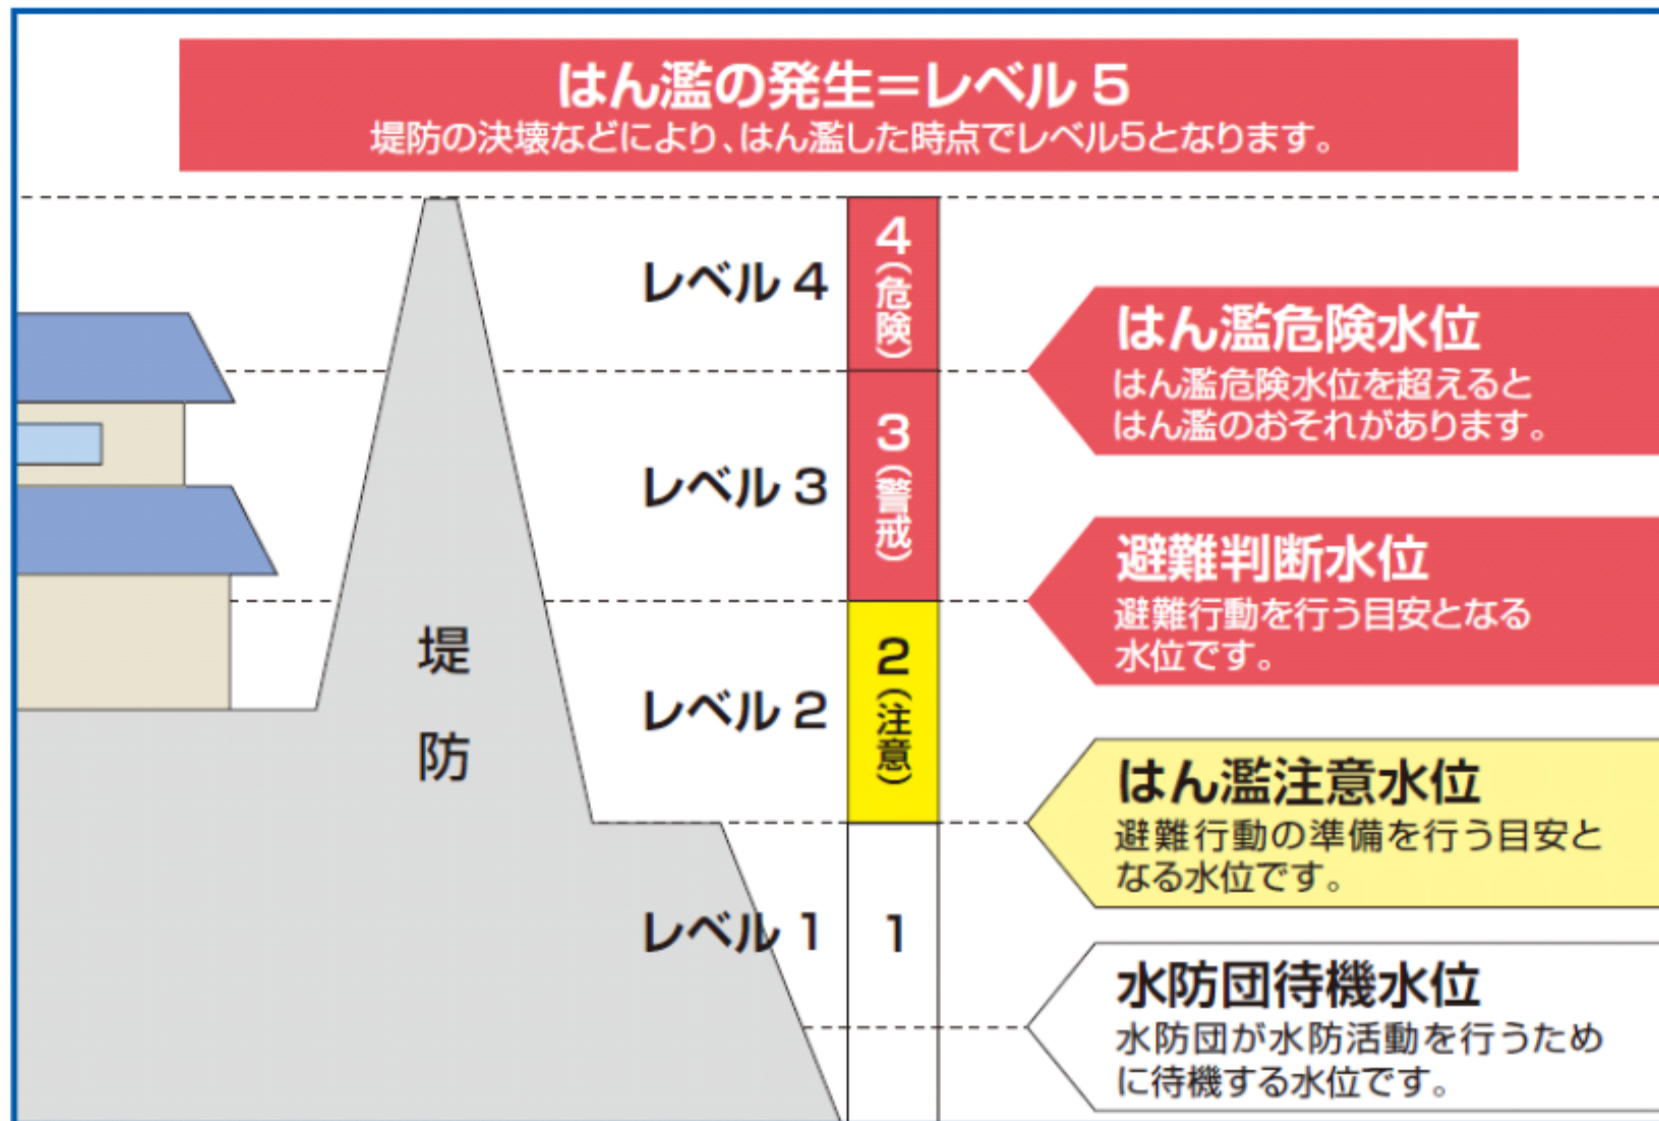 はん濫の発生=レベル 5
堤防の決壊などにより、はん濫した時点でレベル5となります。
レベル 4
4(危険)
はん濫危険水位
はん濫危険水位を超えると
はん濫のおそれがあります。
レベル 3
3(警戒)
避難判断水位
避難行動を行う目安となる
水位です。
堤防
レベル 2
2(注意)
はん濫注意水位
避難行動の準備を行う目安と
なる水位です。
レベル 1
1
水防団待機水位
水防団が水防活動を行うため
に待機する水位です。